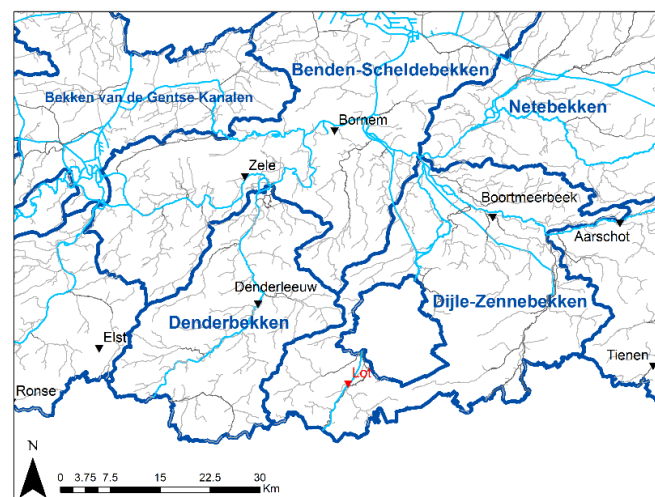 Benden-Scheldebekken
Bekken van de Gentse Kanalen
Netebekken
Bornem
Zele
Boortmeerbeek
Aarschot
Denderleeuw
Dijle-Zennebekken
Denderbekken
Elst
Tienen
Lot
Ronse
N
0 3.75 7.5 15 22.5 30
Km